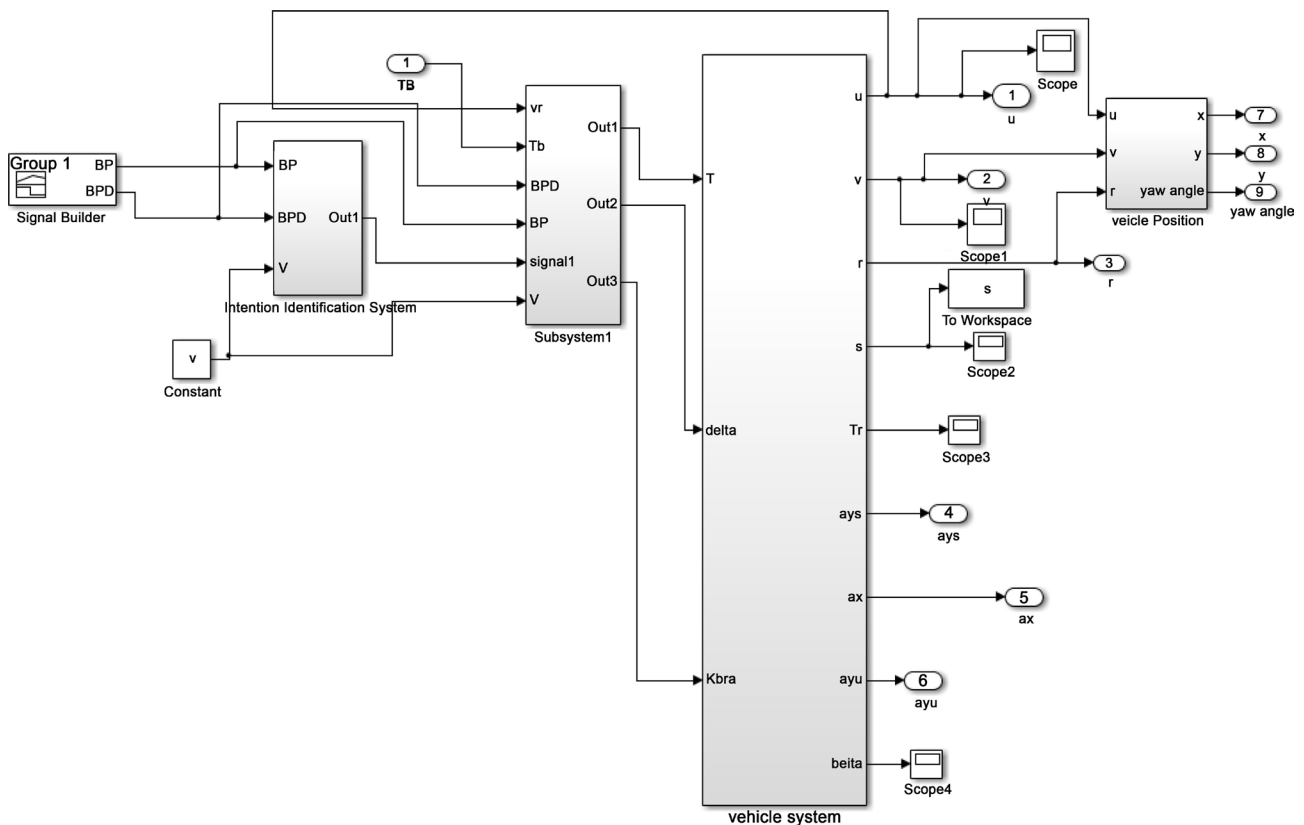 Group 1
BP
BPD
Signal Builder
BP
BPD
V
Out1
Intention Identification System
v
Constant
1
TB
vr
Tb
BPD
BP
signal1
V
Out1
Out2
Out3
Subsystem1
T
delta
Kbra
u
v
r
s
Tr
ays
ax
ayu
beita
vehicle system
Scope
1
u
2
v
Scope1
3
r
s
To Workspace
Scope2
Scope3
4
ays
5
ax
6
ayu
Scope4
u
v
r
x
y
yaw angle
veicle Position
7
x
8
y
9
yaw angle